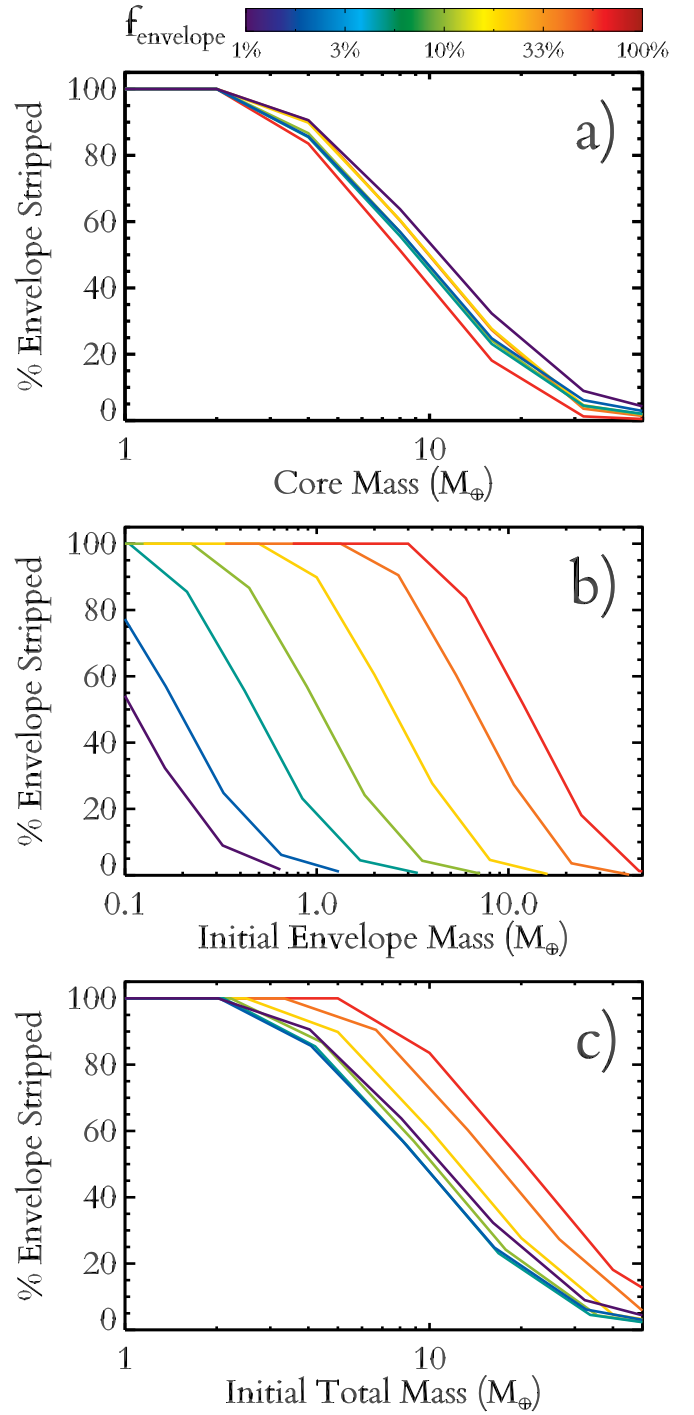 f_envelope
1% 3% 10% 33% 100%
100
80
60
40
20
0
% Envelope Stripped
a)
1 10
Core Mass (M⊕)
100
80
60
40
20
0
% Envelope Stripped
b)
0.1 1.0 10.0
Initial Envelope Mass (M⊕)
100
80
60
40
20
0
% Envelope Stripped
c)
1 10
Initial Total Mass (M⊕)